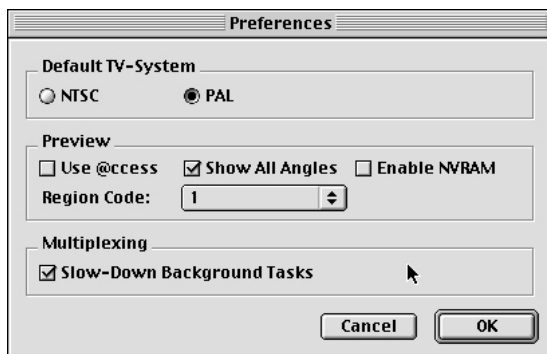 Preferences
Default TV-System
NTSC PAL
Preview
Use @ccess Show All Angles Enable NVRAM
Region Code: 1
Multiplexing
Slow-Down Background Tasks
Cancel OK